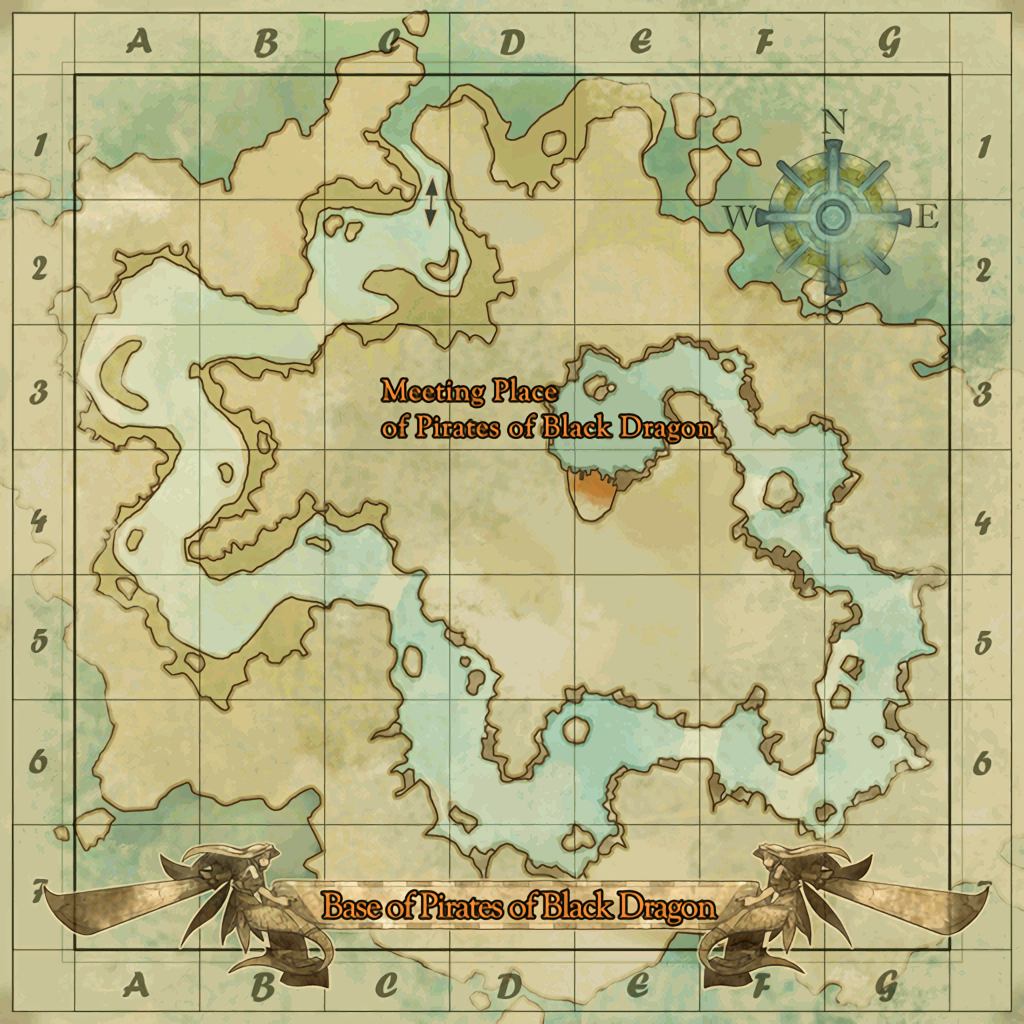 A B C D E F G
1 1
N
W E
2 2
S
3 3
Meeting Place
of Pirates of Black Dragon
4 4
5 5
6 6
7 7
Base of Pirates of Black Dragon
A B C D E F G